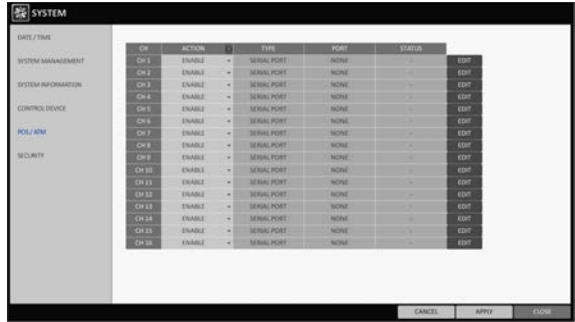 SYSTEM
DATE / TIME
SYSTEM MANAGEMENT
SYSTEM INFORMATION
CONTROL DEVICE
POS / ATM
SECURITY
CH ACTION TYPE PORT STATUS
CH 1 ENABLE SERIAL PORT NONE - EDIT
CH 2 ENABLE SERIAL PORT NONE - EDIT
CH 3 ENABLE SERIAL PORT NONE - EDIT
CH 4 ENABLE SERIAL PORT NONE - EDIT
CH 5 ENABLE SERIAL PORT NONE - EDIT
CH 6 ENABLE SERIAL PORT NONE - EDIT
CH 7 ENABLE SERIAL PORT NONE - EDIT
CH 8 ENABLE SERIAL PORT NONE - EDIT
CH 9 ENABLE SERIAL PORT NONE - EDIT
CH 10 ENABLE SERIAL PORT NONE - EDIT
CH 11 ENABLE SERIAL PORT NONE - EDIT
CH 12 ENABLE SERIAL PORT NONE - EDIT
CH 13 ENABLE SERIAL PORT NONE - EDIT
CH 14 ENABLE SERIAL PORT NONE - EDIT
CH 15 ENABLE SERIAL PORT NONE - EDIT
CH 16 ENABLE SERIAL PORT NONE - EDIT
CANCEL APPLY CLOSE